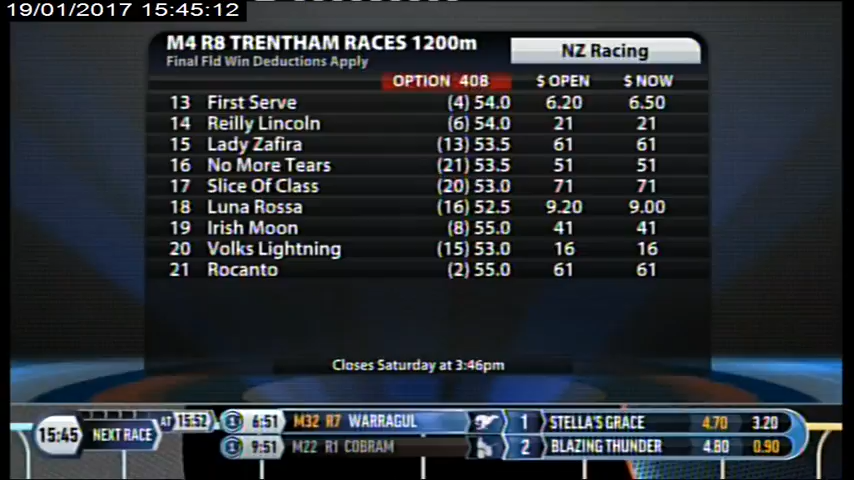 19/01/2017 15:45:12
M4 R8 TRENTHAM RACES 1200m
NZ Racing
Final Fld Win Deductions Apply
OPTION 408 $ OPEN $ NOW
13 First Serve (4) 54.0 6.20 6.50
14 Reilly Lincoln (6) 54.0 21 21
15 Lady Zafira (13) 53.5 61 61
16 No More Tears (21) 53.5 51 51
17 Slice Of Class (20) 53.0 71 71
18 Luna Rossa (16) 52.5 9.20 9.00
19 Irish Moon (8) 55.0 41 41
20 Volks Lightning (15) 53.0 16 16
21 Rocanto (2) 55.0 61 61
Closes Saturday at 3:46pm
15:45 NEXT RACE AT 15:52
6:51 M32 R7 WARRAGUL 1 STELLA'S GRACE 4.70 3.20
9:51 M22 R1 COBRAM 2 BLAZING THUNDER 4.80 0.90